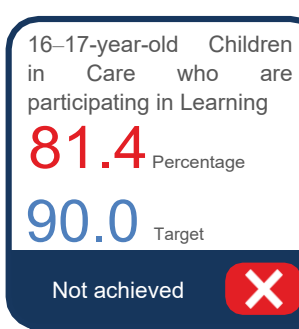 16–17-year-old Children
in Care who are
participating in Learning
81.4 Percentage
90.0 Target
Not achieved